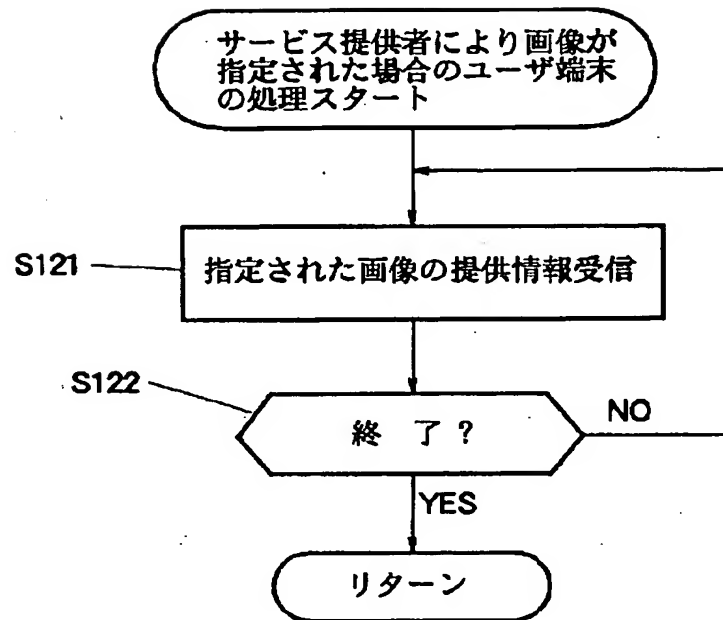 サービス提供者により画像が
指定された場合のユーザ端末
の処理スタート
S121
指定された画像の提供情報受信
S122
終 了?
NO
YES
リターン